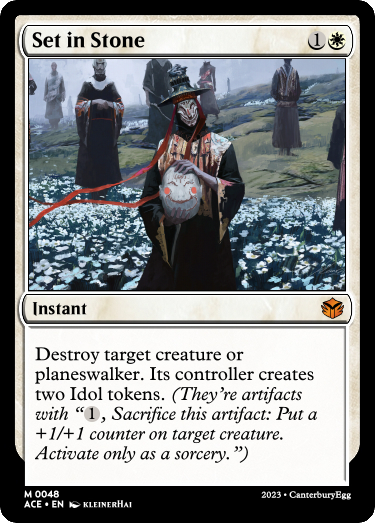 Set in Stone 1
Instant
Destroy target creature or
planeswalker. Its controller creates
two Idol tokens. (They're artifacts
with “1, Sacrifice this artifact: Put a
+1/+1 counter on target creature.
Activate only as a sorcery.”)
M 0048
ACE • EN KLEINERHAI 2023 • CanterburyEgg